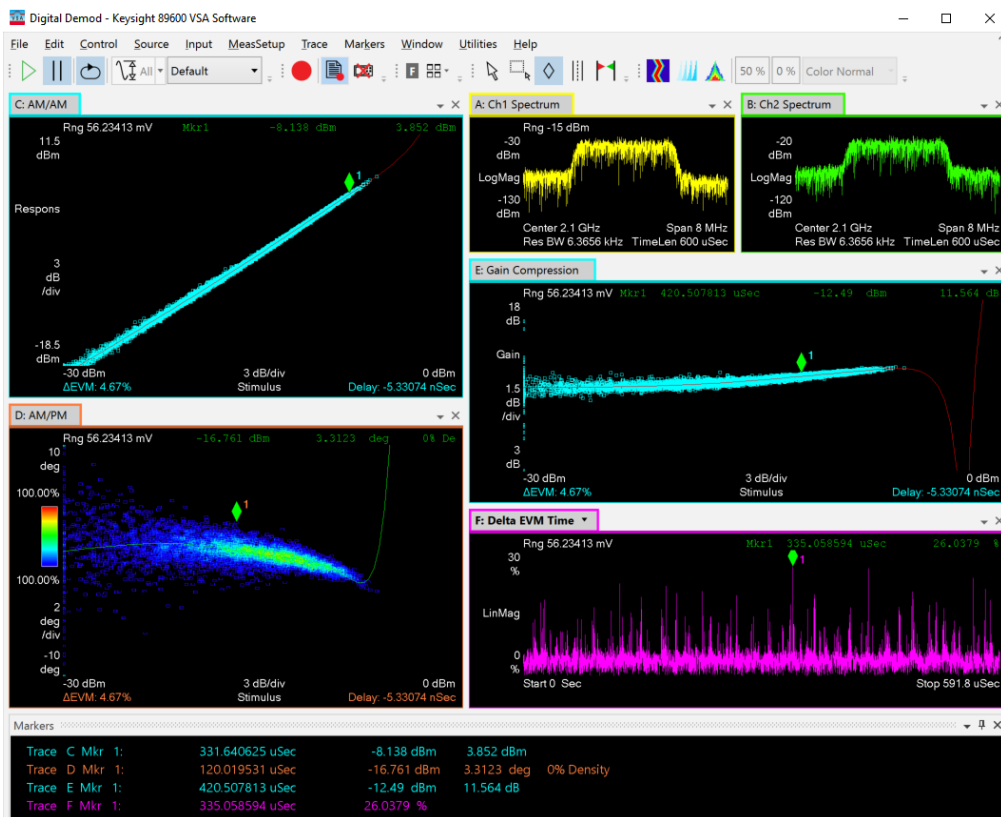 Digital Demod - Keysight 89600 VSA Software
File Edit Control Source Input MeasSetup Trace Markers Window Utilities Help
All Default F 50 % 0 % Color Normal
C: AM/AM
Rng 56.23413 mV Mkr1 -8.138 dBm 3.852 dBm
11.5
dBm
1
Respons
3
dB
/div
-18.5
dBm
-30 dBm 3 dB/div 0 dBm
ΔEVM: 4.67% Stimulus Delay: -5.33074 nSec
A: Ch1 Spectrum
Rng -15 dBm
-30
dBm
LogMag
-130
dBm
Center 2.1 GHz Span 8 MHz
Res BW 6.3656 kHz TimeLen 600 uSec
B: Ch2 Spectrum
-20
dBm
LogMag
-120
dBm
Center 2.1 GHz Span 8 MHz
Res BW 6.3656 kHz TimeLen 600 uSec
E: Gain Compression
Rng 56.23413 mV Mkr1 420.507813 uSec -12.49 dBm 11.564 dB
18
dB
Gain
1
1.5
dB
/div
3
dB
-30 dBm 3 dB/div 0 dBm
ΔEVM: 4.67% Stimulus Delay: -5.33074 nSec
D: AM/PM
Rng 56.23413 mV -16.761 dBm 3.3123 deg 0% De
10
deg
100.00%
1
100.00%
2
deg
/div
-10
deg
-30 dBm 3 dB/div 0 dBm
ΔEVM: 4.67% Stimulus Delay: -5.33074 nSec
F: Delta EVM Time
Rng 56.23413 mV Mkr1 335.058594 uSec 26.0379 %
30
%
1
LinMag
0
%
Start 0 Sec Stop 591.8 uSec
Markers
Trace C Mkr 1: 331.640625 uSec -8.138 dBm 3.852 dBm
Trace D Mkr 1: 120.019531 uSec -16.761 dBm 3.3123 deg 0% Density
Trace E Mkr 1: 420.507813 uSec -12.49 dBm 11.564 dB
Trace F Mkr 1: 335.058594 uSec 26.0379 %